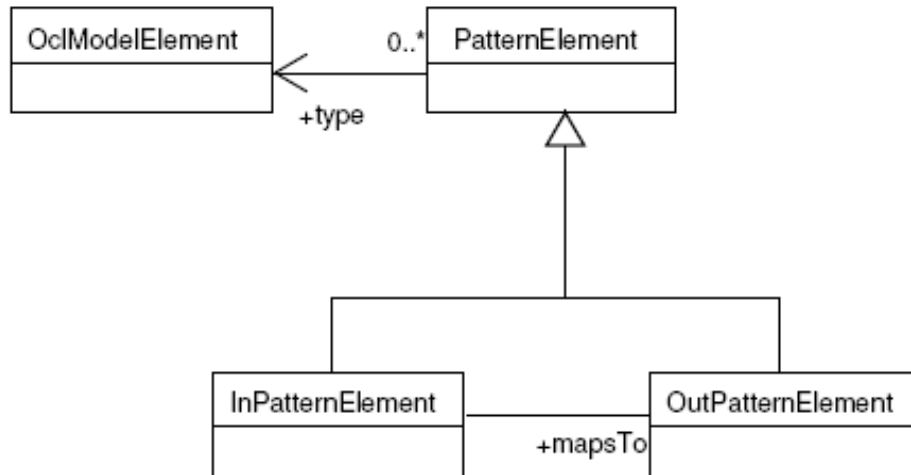 OclModelElement
0..*
PatternElement
+type
InPatternElement
OutPatternElement
+mapsTo